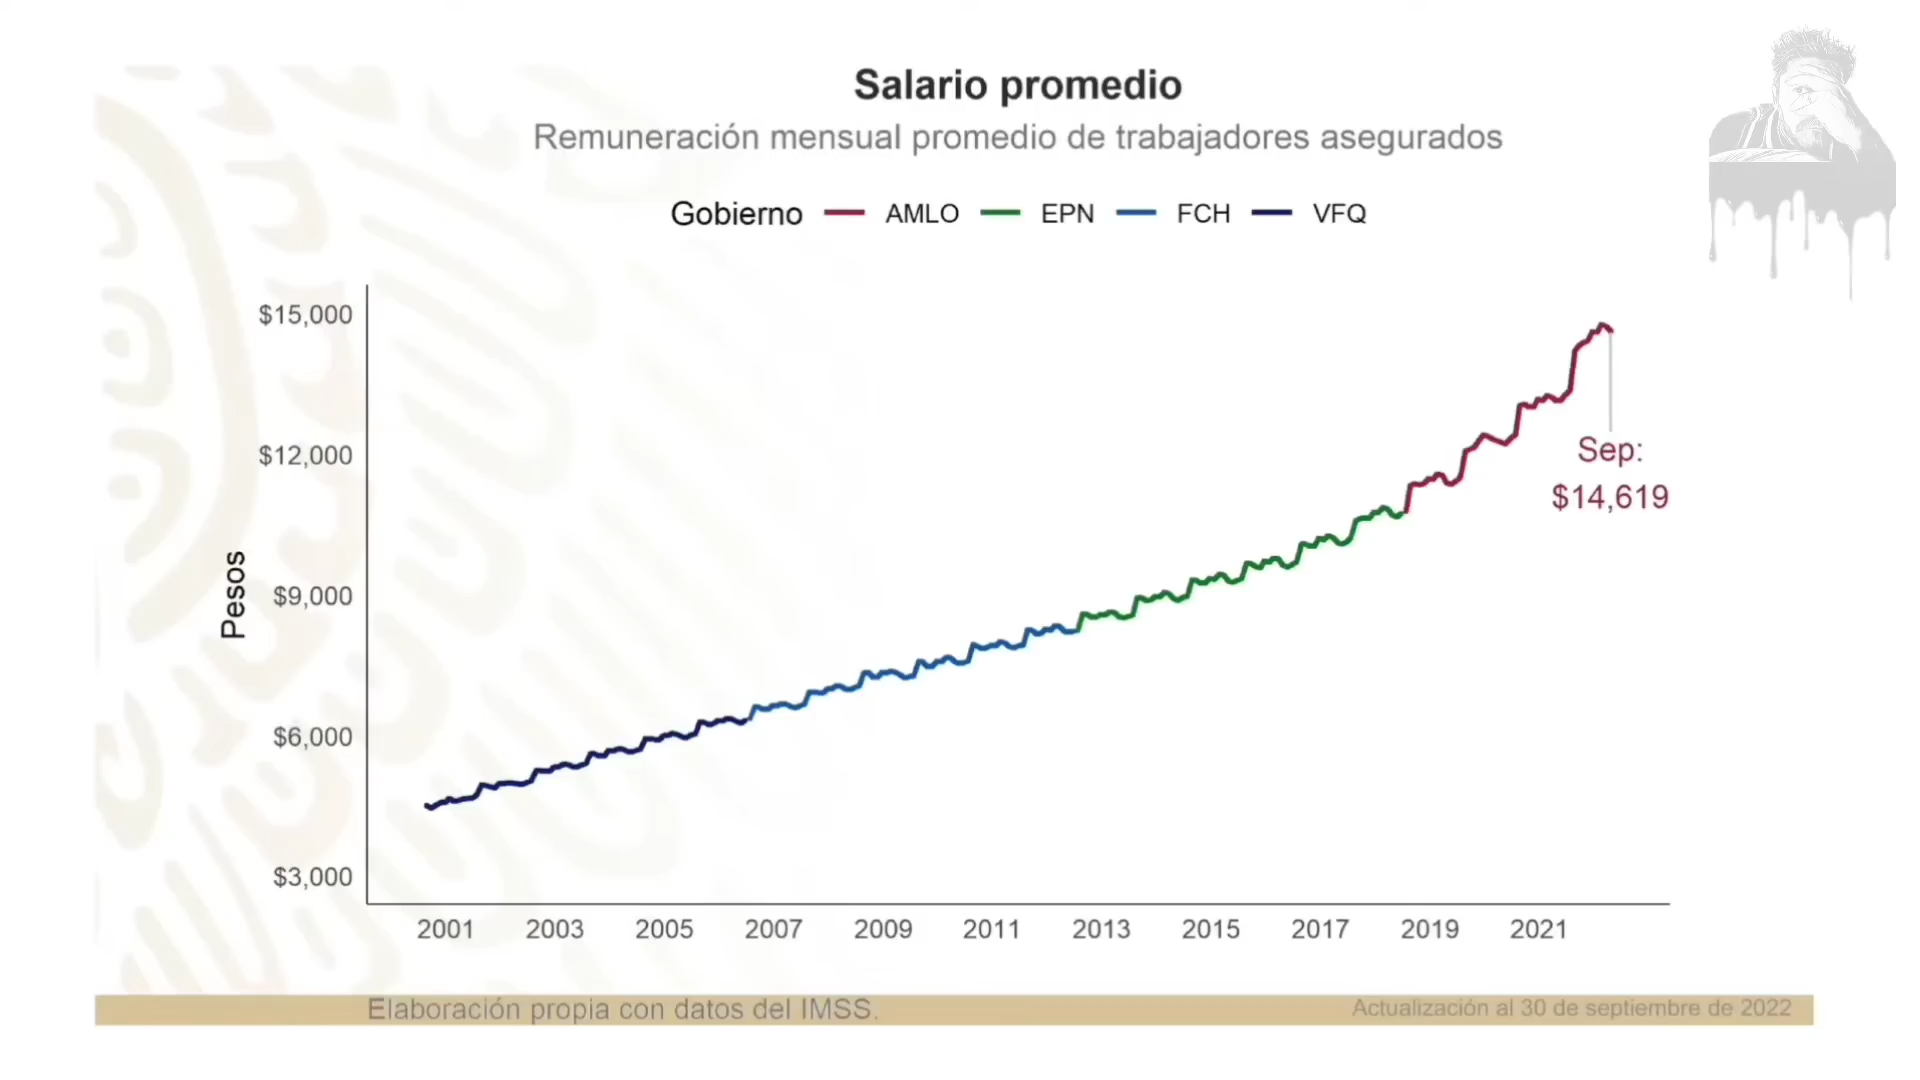 Salario promedio
Remuneración mensual promedio de trabajadores asegurados
Gobierno AMLO EPN FCH VFQ
Pesos
$15,000
$12,000
$9,000
$6,000
$3,000
Sep:
$14,619
2001 2003 2005 2007 2009 2011 2013 2015 2017 2019 2021
Elaboración propia con datos del IMSS.
Actualización al 30 de septiembre de 2022